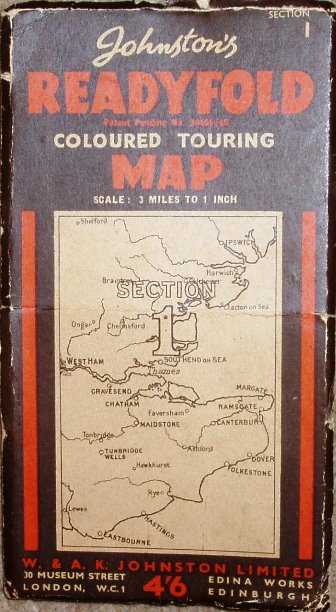 SECTION
1
Johnston's
READYFOLD
COLOURED TOURING
MAP
SCALE: 3 MILES TO 1 INCH
Shelford
IPSWICH
Harwich
Clacton on Sea
SECTION
1
Ongar
Chelmsford
WEST HAM
SOUTHEND ON SEA
Thames
GRAVESEND
MARGATE
CHATHAM
RAMSGATE
Faversham
MAIDSTONE
CANTERBURY
Tonbridge
Ashford
TUNBRIDGE
WELLS
DOVER
Hawkhurst
FOLKESTONE
Rye
Lewes
HASTINGS
EASTBOURNE
W. & A. K. JOHNSTON LIMITED
30 MUSEUM STREET
LONDON, W.C.1
4'6
EDINA WORKS
EDINBURGH